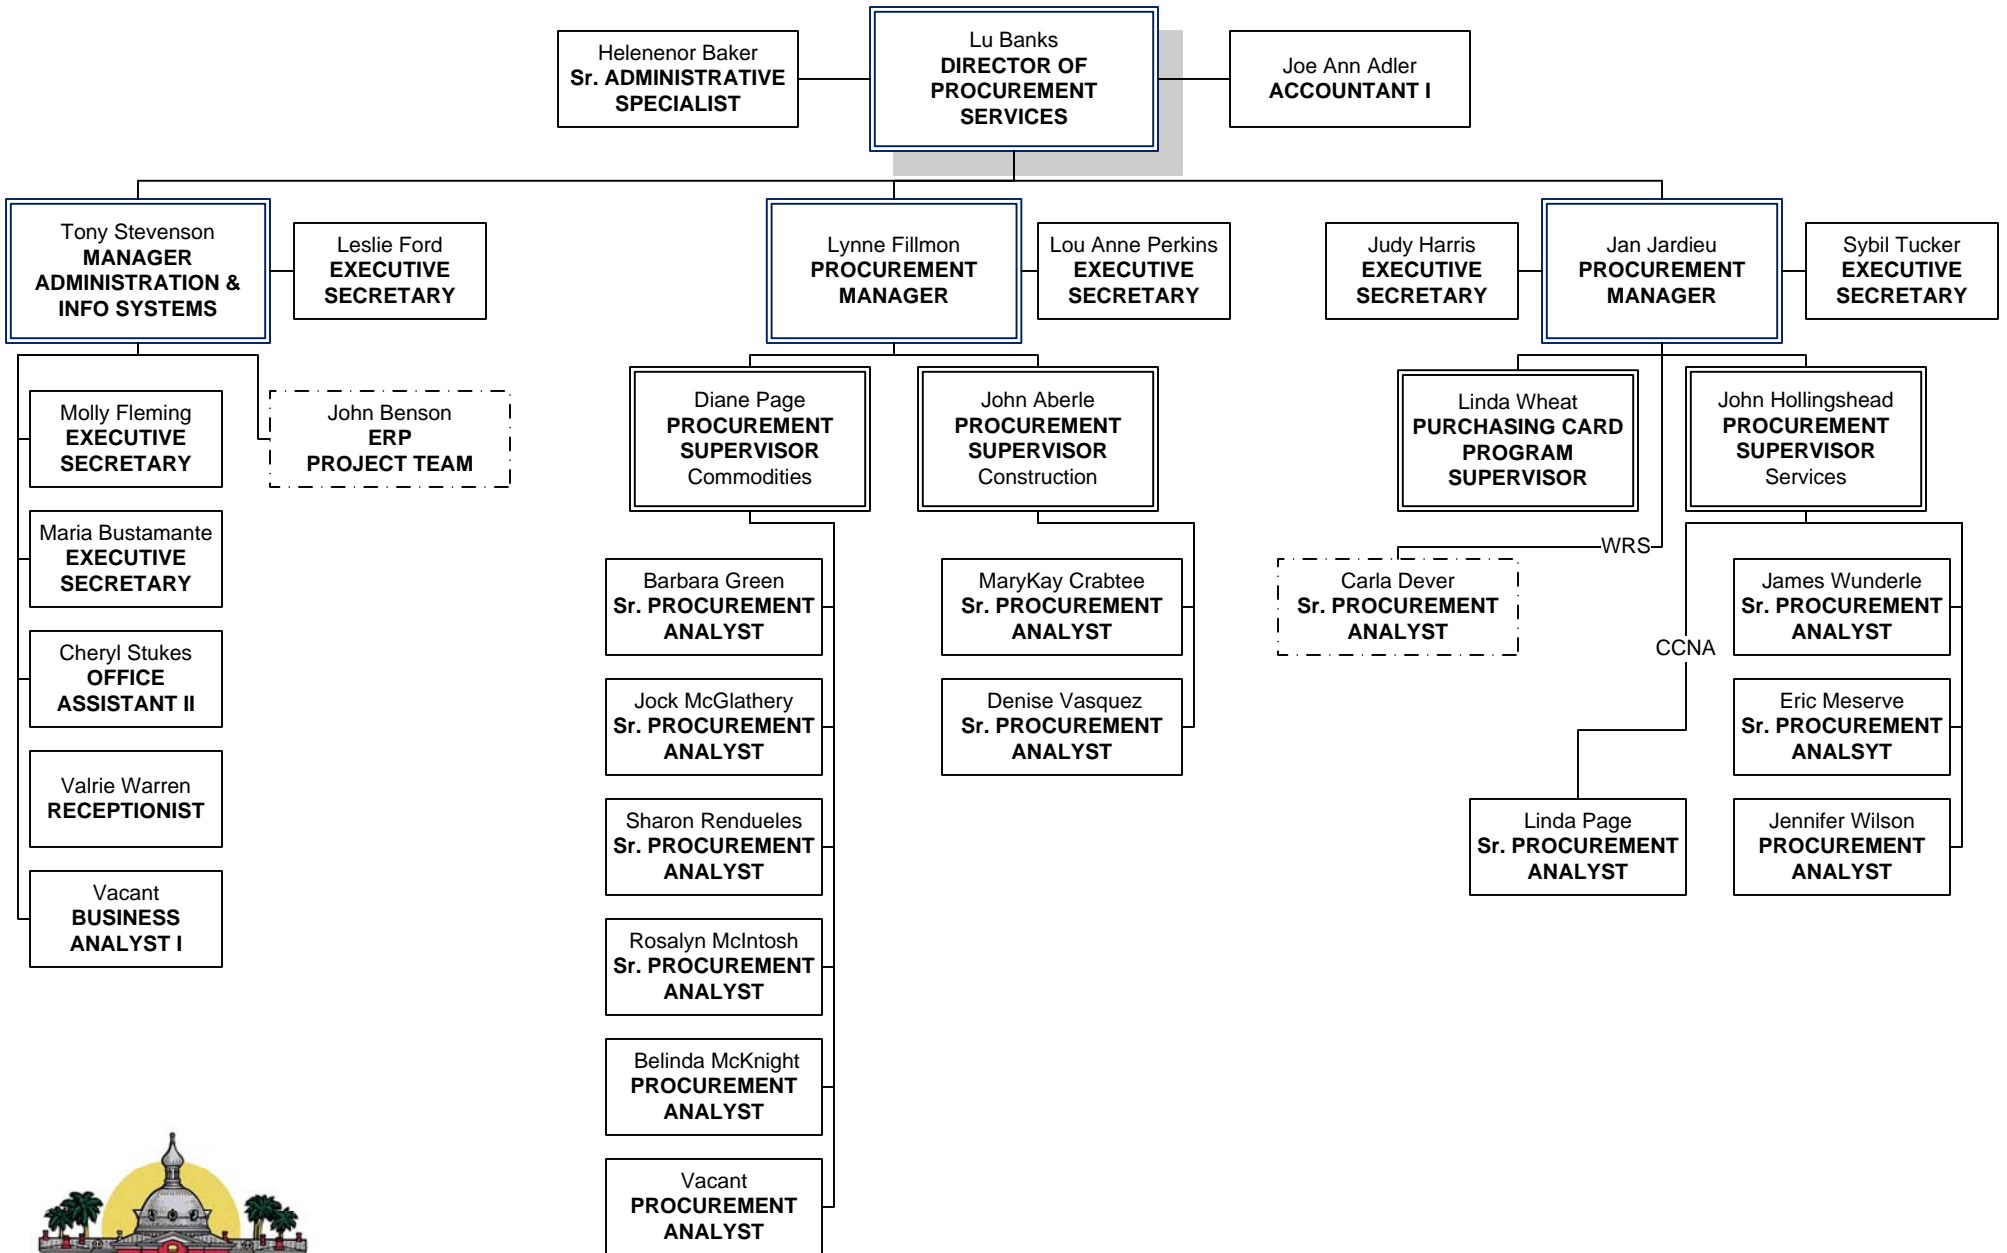 Helenenor Baker
Sr. ADMINISTRATIVE
SPECIALIST
Lu Banks
DIRECTOR OF
PROCUREMENT
SERVICES
Joe Ann Adler
ACCOUNTANT I
Tony Stevenson
MANAGER
ADMINISTRATION &
INFO SYSTEMS
Leslie Ford
EXECUTIVE
SECRETARY
Lynne Fillmon
PROCUREMENT
MANAGER
Lou Anne Perkins
EXECUTIVE
SECRETARY
Judy Harris
EXECUTIVE
SECRETARY
Jan Jardieu
PROCUREMENT
MANAGER
Sybil Tucker
EXECUTIVE
SECRETARY
Molly Fleming
EXECUTIVE
SECRETARY
John Benson
ERP
PROJECT TEAM
Maria Bustamante
EXECUTIVE
SECRETARY
Cheryl Stukes
OFFICE
ASSISTANT II
Valrie Warren
RECEPTIONIST
Vacant
BUSINESS
ANALYST I
Diane Page
PROCUREMENT
SUPERVISOR
Commodities
John Aberle
PROCUREMENT
SUPERVISOR
Construction
Barbara Green
Sr. PROCUREMENT
ANALYST
Jock McGlathery
Sr. PROCUREMENT
ANALYST
Sharon Rendueles
Sr. PROCUREMENT
ANALYST
Rosalyn McIntosh
Sr. PROCUREMENT
ANALYST
Belinda McKnight
PROCUREMENT
ANALYST
Vacant
PROCUREMENT
ANALYST
MaryKay Crabtee
Sr. PROCUREMENT
ANALYST
Denise Vasquez
Sr. PROCUREMENT
ANALYST
Linda Wheat
PURCHASING CARD
PROGRAM
SUPERVISOR
John Hollingshead
PROCUREMENT
SUPERVISOR
Services
WRS
Carla Dever
Sr. PROCUREMENT
ANALYST
CCNA
Linda Page
Sr. PROCUREMENT
ANALYST
James Wunderle
Sr. PROCUREMENT
ANALYST
Eric Meserve
Sr. PROCUREMENT
ANALSYT
Jennifer Wilson
PROCUREMENT
ANALYST